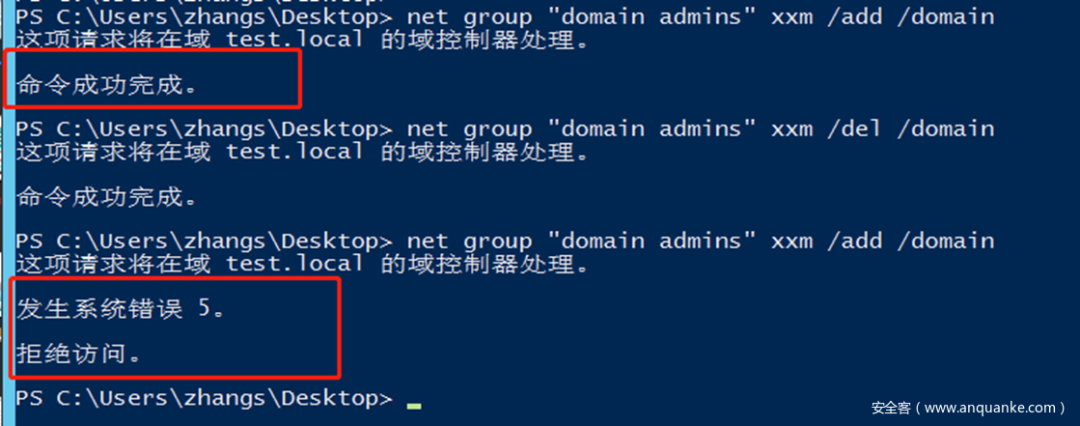 PS C:\Users\zhangs\Desktop> net group "domain admins" xxm /add /domain
这项请求将在域 test.local 的域控制器处理。
命令成功完成。
PS C:\Users\zhangs\Desktop> net group "domain admins" xxm /del /domain
这项请求将在域 test.local 的域控制器处理。
命令成功完成。
PS C:\Users\zhangs\Desktop> net group "domain admins" xxm /add /domain
这项请求将在域 test.local 的域控制器处理。
发生系统错误 5。
拒绝访问。
PS C:\Users\zhangs\Desktop>
安全客（www.anquanke.com）